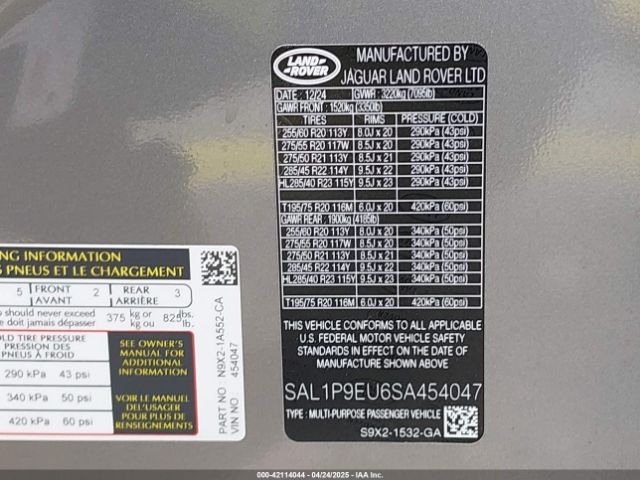 LAND
ROVER
MANUFACTURED BY
JAGUAR LAND ROVER LTD
DATE : 12/24 GVWR : 3220kg (7095lb)
GAWR FRONT : 1520kg (3350lb)
TIRES RIMS PRESSURE (COLD)
255/60 R20 113Y 8.0J x 20 290kPa (43psi)
275/55 R20 117W 8.5J x 20 290kPa (43psi)
275/50 R21 113Y 8.5J x 21 290kPa (43psi)
285/45 R22 114Y 9.5J x 22 290kPa (43psi)
HL285/40 R23 115Y 9.5J x 23 290kPa (43psi)
T195/75 R20 116M 6.0J x 20 420kPa (60psi)
GAWR REAR : 1900kg (4185lb)
255/60 R20 113Y 8.0J x 20 340kPa (50psi)
275/55 R20 117W 8.5J x 20 340kPa (50psi)
275/50 R21 113Y 8.5J x 21 340kPa (50psi)
285/45 R22 114Y 9.5J x 22 340kPa (50psi)
HL285/40 R23 115Y 9.5J x 23 340kPa (50psi)
T195/75 R20 116M 6.0J x 20 420kPa (60psi)
THIS VEHICLE CONFORMS TO ALL APPLICABLE
U.S. FEDERAL MOTOR VEHICLE SAFETY
STANDARDS IN EFFECT ON THE DATE OF
MANUFACTURE SHOWN ABOVE
SAL1P9EU6SA454047
TYPE : MULTI-PURPOSE PASSENGER VEHICLE
S9X2-1532-GA
NG INFORMATION
S PNEUS ET LE CHARGEMENT
5 FRONT 2 REAR 3
AVANT ARRIÈRE
should never exceed 375 kg or 825 lbs.
e doit jamais dépasser kg ou lb.
LD TIRE PRESSURE
PRESSION DES
PNEUS À FROID
290 kPa 43 psi
340 kPa 50 psi
420 kPa 60 psi
SEE OWNER'S
MANUAL FOR
ADDITIONAL
INFORMATION
VOIR LE MANUEL
DE L'USAGER
POUR PLUS DE
RENSEIGNEMENTS
PART NO. N9X2-1A552-CA
VIN NO 454047
000-42114044 - 04/24/2025 - IAAI.COM